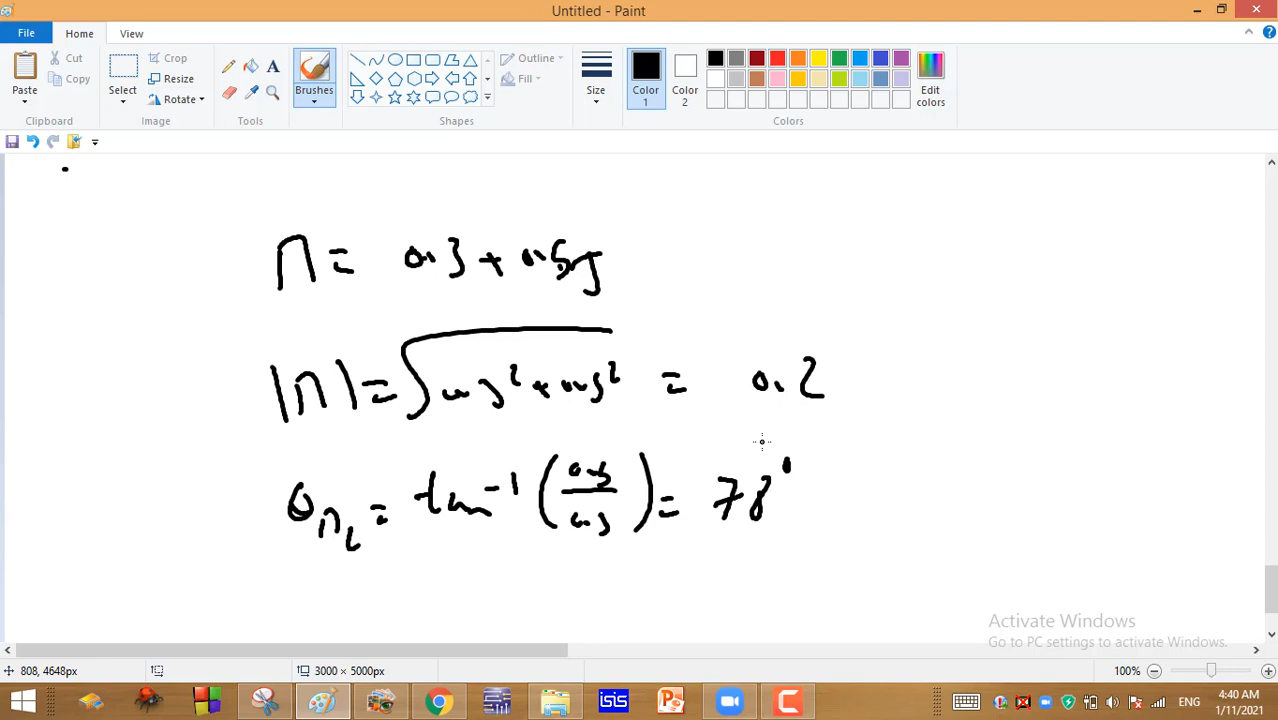 Untitled - Paint
File Home View
Cut Crop Outline
Copy Resize Fill
Paste Select Rotate Brushes Size Color 1 Color 2 Edit colors
Clipboard Image Tools Shapes Colors
Π = 0.3 + 0.5j
|Π| = √ 0.3² + 0.5² = 0.2
θ = tan⁻¹ (0.5/0.3) = 78°
Activate Windows
Go to PC settings to activate Windows.
808, 4648px 3000 × 5000px 100%
isis ENG 4:40 AM
1/11/2021